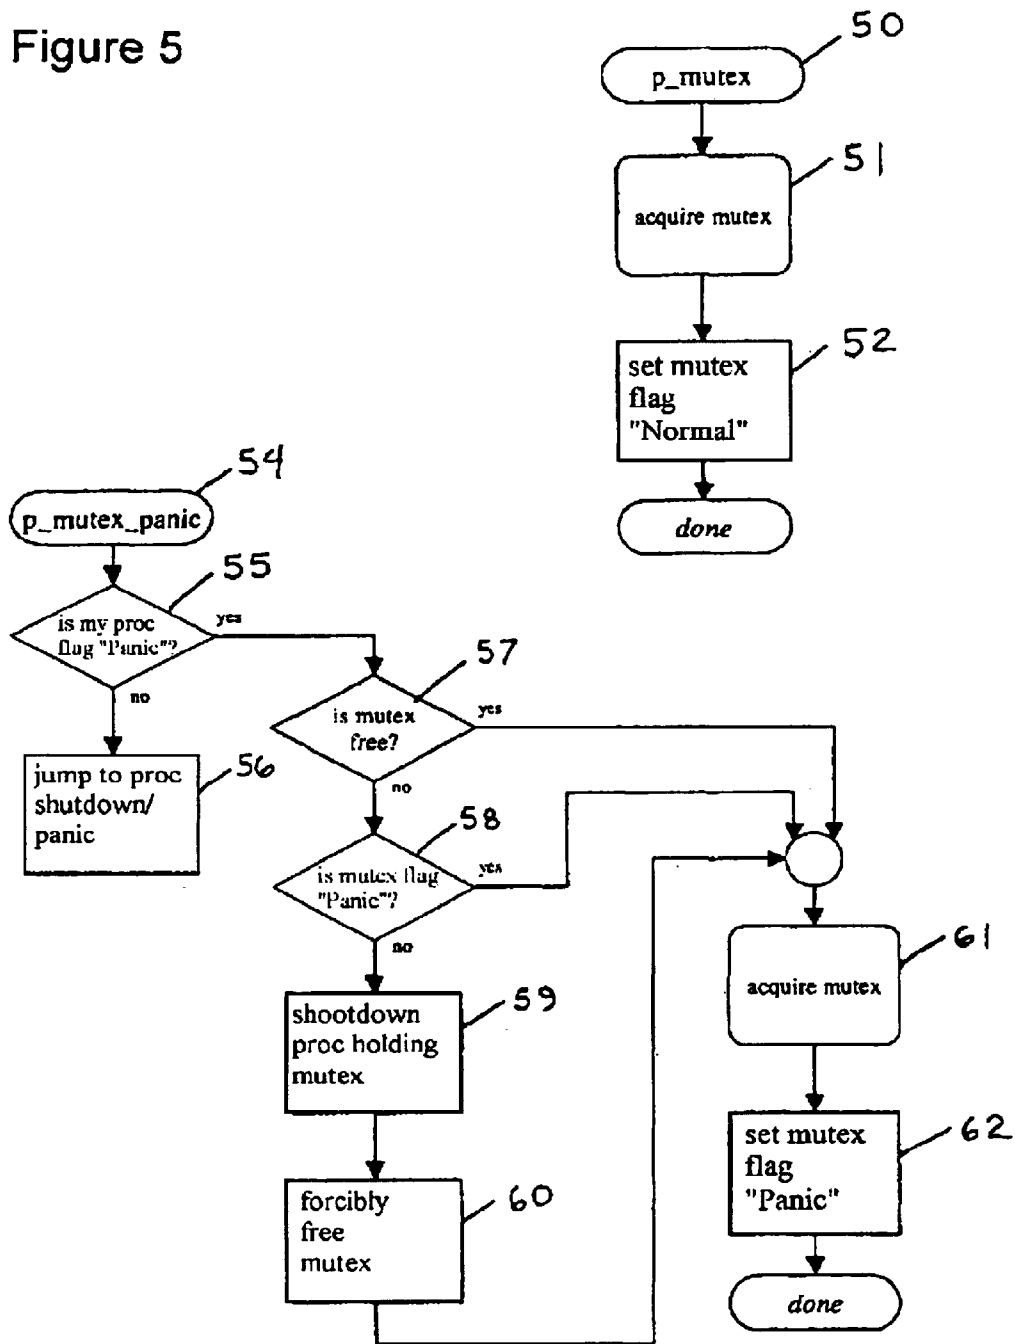 Figure 5
50
p_mutex
51
acquire mutex
52
set mutex
flag
"Normal"
done
54
p_mutex_panic
55
is my proc
flag "Panic"?
yes
no
56
jump to proc
shutdown/
panic
57
is mutex
free?
yes
no
58
is mutex flag
"Panic"?
yes
no
59
shootdown
proc holding
mutex
60
forcibly
free
mutex
61
acquire mutex
62
set mutex
flag
"Panic"
done